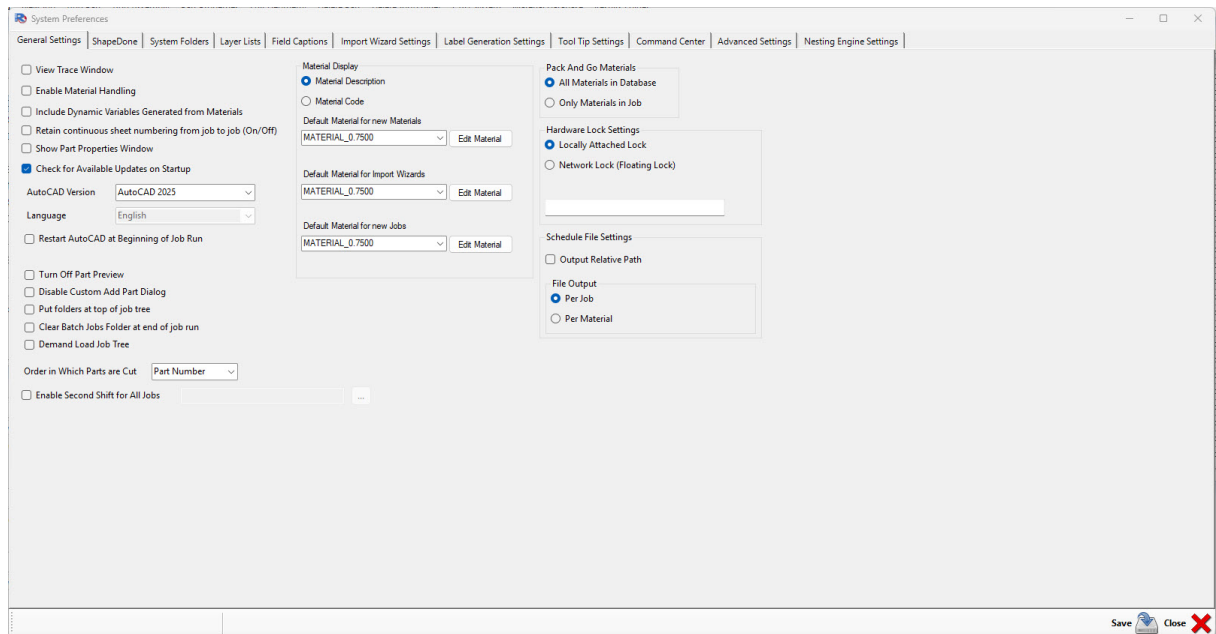 System Preferences
General Settings ShapeDone System Folders Layer Lists Field Captions Import Wizard Settings Label Generation Settings Tool Tip Settings Command Center Advanced Settings Nesting Engine Settings
View Trace Window
Enable Material Handling
Include Dynamic Variables Generated from Materials
Retain continuous sheet numbering from job to job (On/Off)
Show Part Properties Window
Check for Available Updates on Startup
AutoCAD Version AutoCAD 2025
Language English
Restart AutoCAD at Beginning of Job Run
Turn Off Part Preview
Disable Custom Add Part Dialog
Put folders at top of job tree
Clear Batch Jobs Folder at end of job run
Demand Load Job Tree
Order in Which Parts are Cut Part Number
Enable Second Shift for All Jobs ...
Material Display
Material Description
Material Code
Default Material for new Materials
MATERIAL_0.7500 Edit Material
Default Material for Import Wizards
MATERIAL_0.7500 Edit Material
Default Material for new Jobs
MATERIAL_0.7500 Edit Material
Pack And Go Materials
All Materials in Database
Only Materials in Job
Hardware Lock Settings
Locally Attached Lock
Network Lock (Floating Lock)
Schedule File Settings
Output Relative Path
File Output
Per Job
Per Material
Save Close